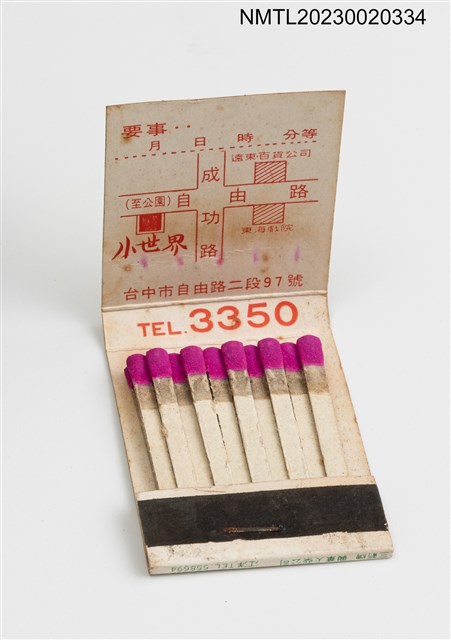 NMTL20230020334
要事··
月 日 時 分等
遠東百貨公司
成功路
(至公園) 自由路
東海戲院
小世界
台中市自由路二段97號
TEL.3350